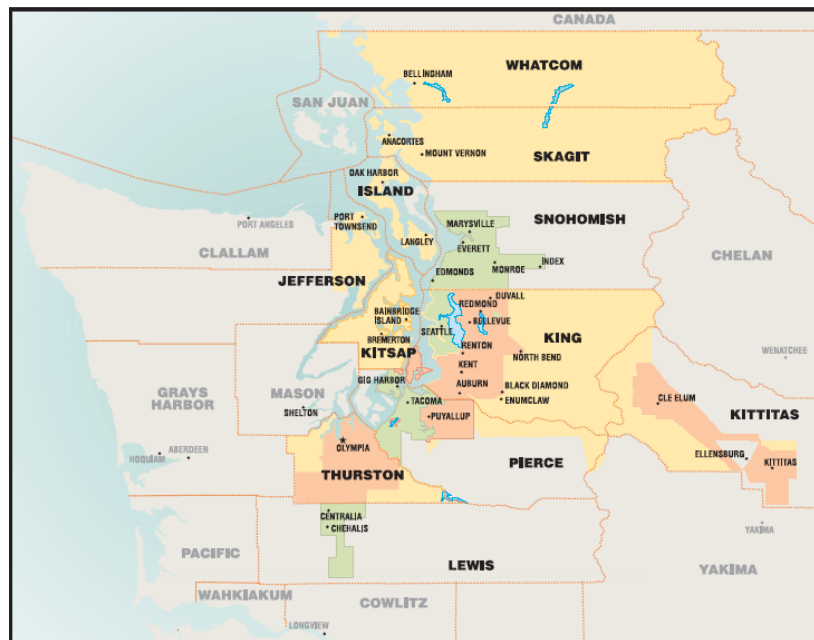 CANADA
WHATCOM
BELLINGHAM
SAN JUAN
ANACORTES
MOUNT VERNON
SKAGIT
OAK HARBOR
ISLAND
PORT
TOWNSEND
PORT ANGELES
CLALLAM
LANGLEY
MARYSVILLE
EVERETT
SNOHOMISH
CHELAN
EDMONDS
MONROE
INDEX
JEFFERSON
DUVALL
REDMOND
BAINBRIDGE
ISLAND
SEATTLE
BELLEVUE
KING
BREMERTON
RENTON
KITSAP
NORTH BEND
WENATCHEE
KENT
GIG HARBOR
AUBURN
BLACK DIAMOND
ENUMCLAW
GRAYS
HARBOR
MASON
SHELTON
TACOMA
PUYALLUP
CLE ELUM
KITTITAS
HOQUIAM
ABERDEEN
OLYMPIA
PIERCE
ELLENSBURG
KITTITAS
THURSTON
CENTRALIA
CHEHALIS
YAKIMA
PACIFIC
LEWIS
YAKIMA
WAHKIAKUM
COWLITZ
LONGVIEW